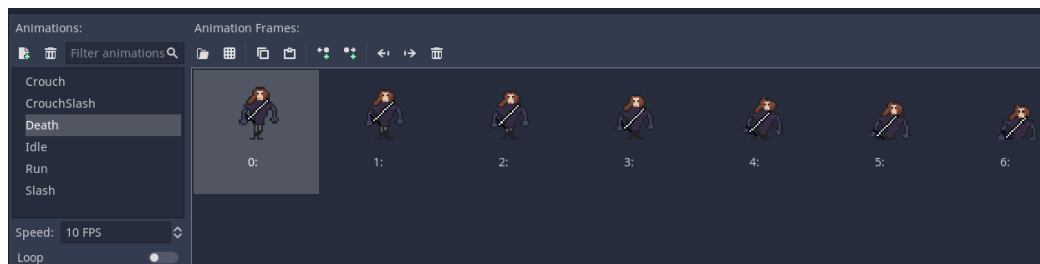 Animations:
Animation Frames:
Filter animations
Crouch
CrouchSlash
Death
Idle
Run
Slash
0:
1:
2:
3:
4:
5:
6:
Speed:
10 FPS
Loop